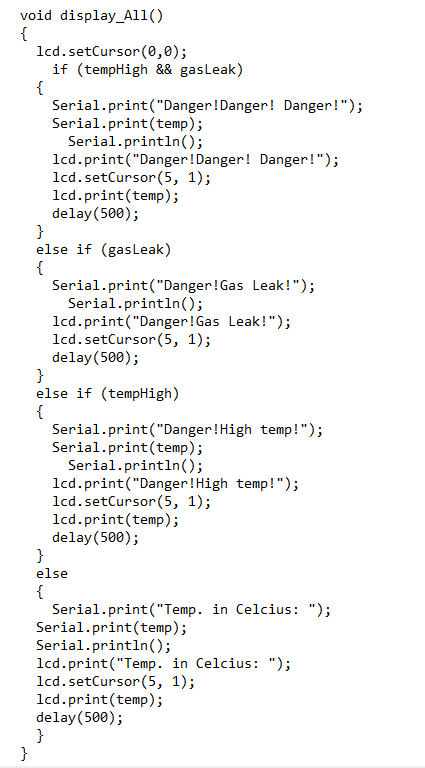 void display_All()
{
  lcd.setCursor(0,0);
    if (tempHigh && gasLeak)
  {
    Serial.print("Danger!Danger! Danger!");
    Serial.print(temp);
      Serial.println();
    lcd.print("Danger!Danger! Danger!");
    lcd.setCursor(5, 1);
    lcd.print(temp);
    delay(500);
  }
  else if (gasLeak)
  {
    Serial.print("Danger!Gas Leak!");
      Serial.println();
    lcd.print("Danger!Gas Leak!");
    lcd.setCursor(5, 1);
    delay(500);
  }
  else if (tempHigh)
  {
    Serial.print("Danger!High temp!");
    Serial.print(temp);
      Serial.println();
    lcd.print("Danger!High temp!");
    lcd.setCursor(5, 1);
    lcd.print(temp);
    delay(500);
  }
  else
  {
    Serial.print("Temp. in Celcius: ");
  Serial.print(temp);
  Serial.println();
  lcd.print("Temp. in Celcius: ");
  lcd.setCursor(5, 1);
  lcd.print(temp);
  delay(500);
  }
}